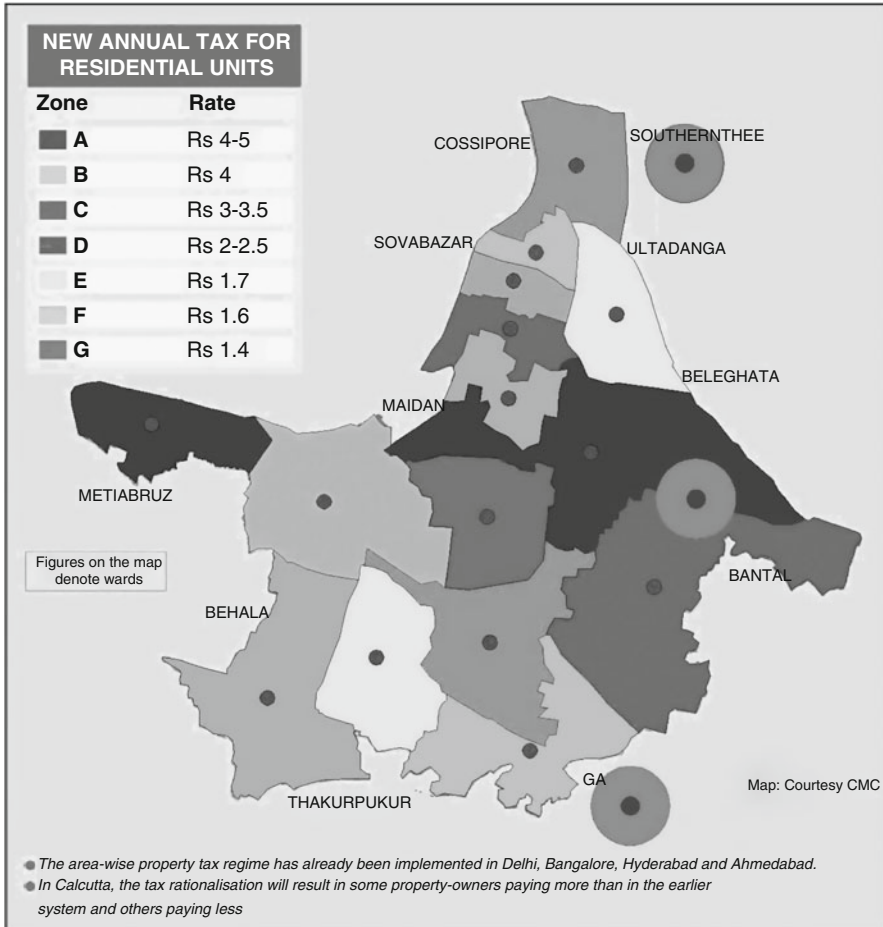 NEW ANNUAL TAX FOR
RESIDENTIAL UNITS
Zone Rate
A Rs 4-5
B Rs 4
C Rs 3-3.5
D Rs 2-2.5
E Rs 1.7
F Rs 1.6
G Rs 1.4
COSSIPORE
SOUTHERNTHEE
SOVABAZAR
ULTADANGA
BELEGHATA
MAIDAN
METIABRUZ
Figures on the map
denote wards
BANTAL
BEHALA
GA
Map: Courtesy CMC
THAKURPUKUR
The area-wise property tax regime has already been implemented in Delhi, Bangalore, Hyderabad and Ahmedabad.
In Calcutta, the tax rationalisation will result in some property-owners paying more than in the earlier
system and others paying less